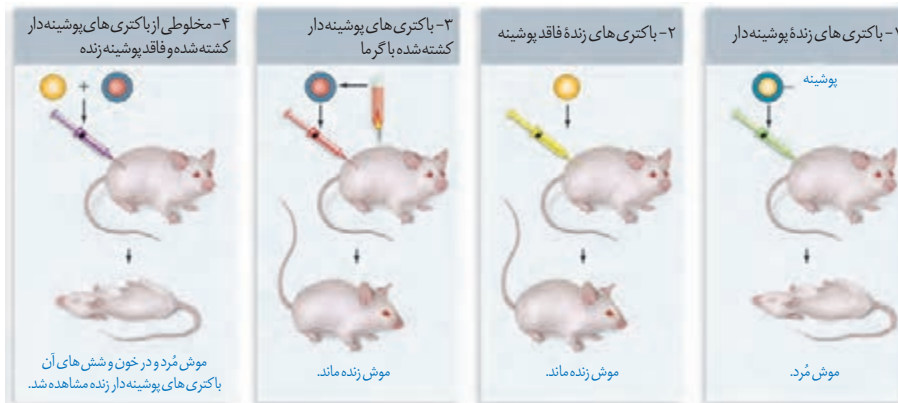 ۱- باکتری های زندۀ پوشینه دار
پوشینه
موش مُرد.
۲- باکتری های زندۀ فاقد پوشینه
موش زنده ماند.
۳- باکتری های پوشینه دار
کشته شده با گرما
موش زنده ماند.
۴- مخلوطی از باکتری های پوشینه دار
کشته شده و فاقد پوشینه زنده
+
موش مُرد و در خون و شش های آن
باکتری های پوشینه دار زنده مشاهده شد.